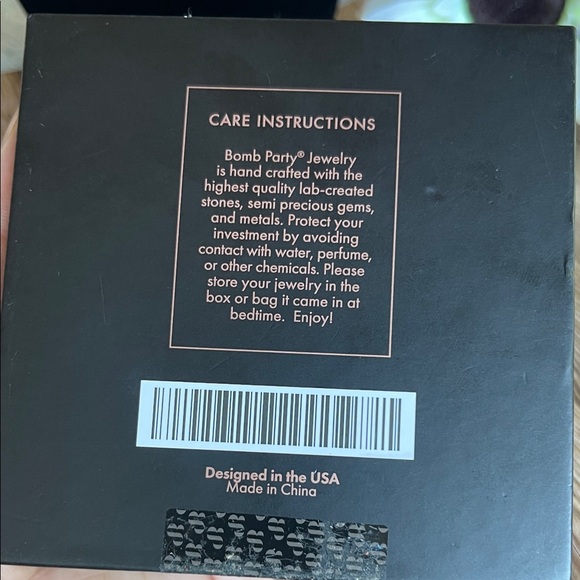 CARE INSTRUCTIONS
Bomb Party® Jewelry
is hand crafted with the
highest quality lab-created
stones, semi precious gems,
and metals. Protect your
investment by avoiding
contact with water, perfume,
or other chemicals. Please
store your jewelry in the
box or bag it came in at
bedtime. Enjoy!
Designed in the USA
Made in China